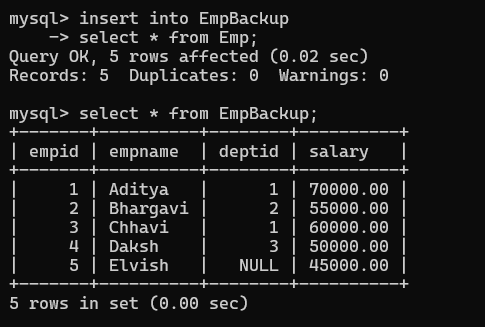 mysql> insert into EmpBackup
    -> select * from Emp;
Query OK, 5 rows affected (0.02 sec)
Records: 5  Duplicates: 0  Warnings: 0

mysql> select * from EmpBackup;
+-------+----------+--------+----------+
| empid | empname  | deptid | salary   |
+-------+----------+--------+----------+
|     1 | Aditya   |      1 | 70000.00 |
|     2 | Bhargavi |      2 | 55000.00 |
|     3 | Chhavi   |      1 | 60000.00 |
|     4 | Daksh    |      3 | 50000.00 |
|     5 | Elvish   |   NULL | 45000.00 |
+-------+----------+--------+----------+
5 rows in set (0.00 sec)